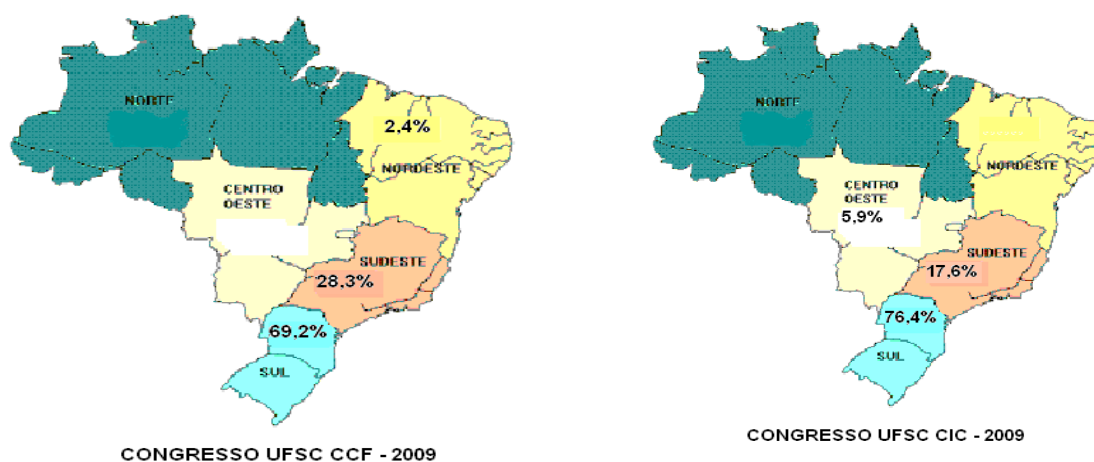 NORTE
2,4%
NORDESTE
CENTRO
OESTE
SUDESTE
28,3%
69,2%
SUL
CONGRESSO UFSC CCF - 2009
NORTE
NORDESTE
CENTRO
OESTE
5,9%
SUDESTE
17,6%
76,4%
SUL
CONGRESSO UFSC CIC - 2009